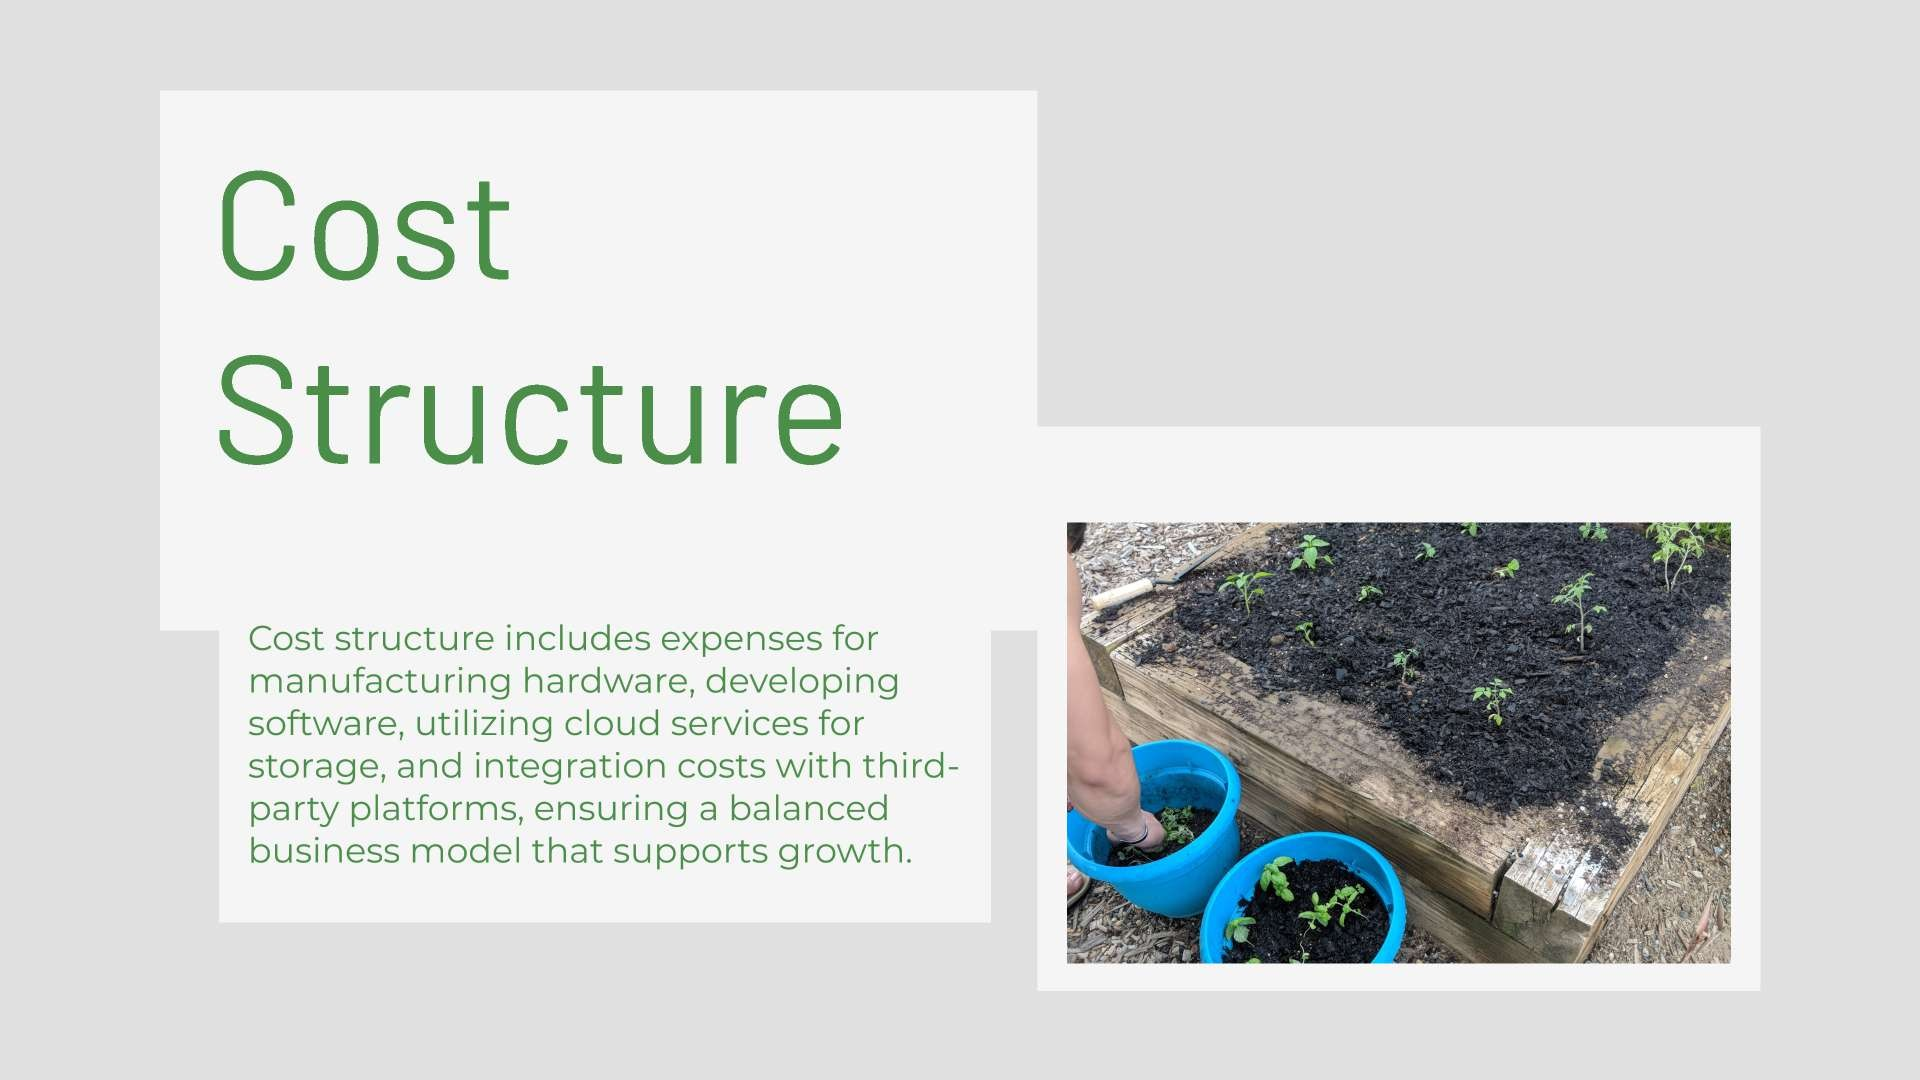 Cost
Structure
Cost structure includes expenses for
manufacturing hardware, developing
software, utilizing cloud services for
storage, and integration costs with third-
party platforms, ensuring a balanced
business model that supports growth.